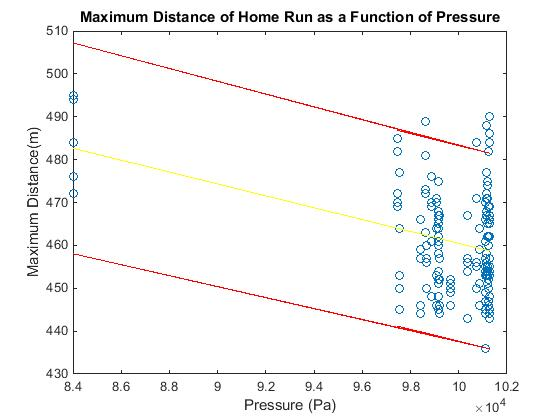 Maximum Distance of Home Run as a Function of Pressure
510
500
490
480
470
460
450
440
430
Maximum Distance(m)
8.4 8.6 8.8 9 9.2 9.4 9.6 9.8 10 10.2
×10⁴
Pressure (Pa)